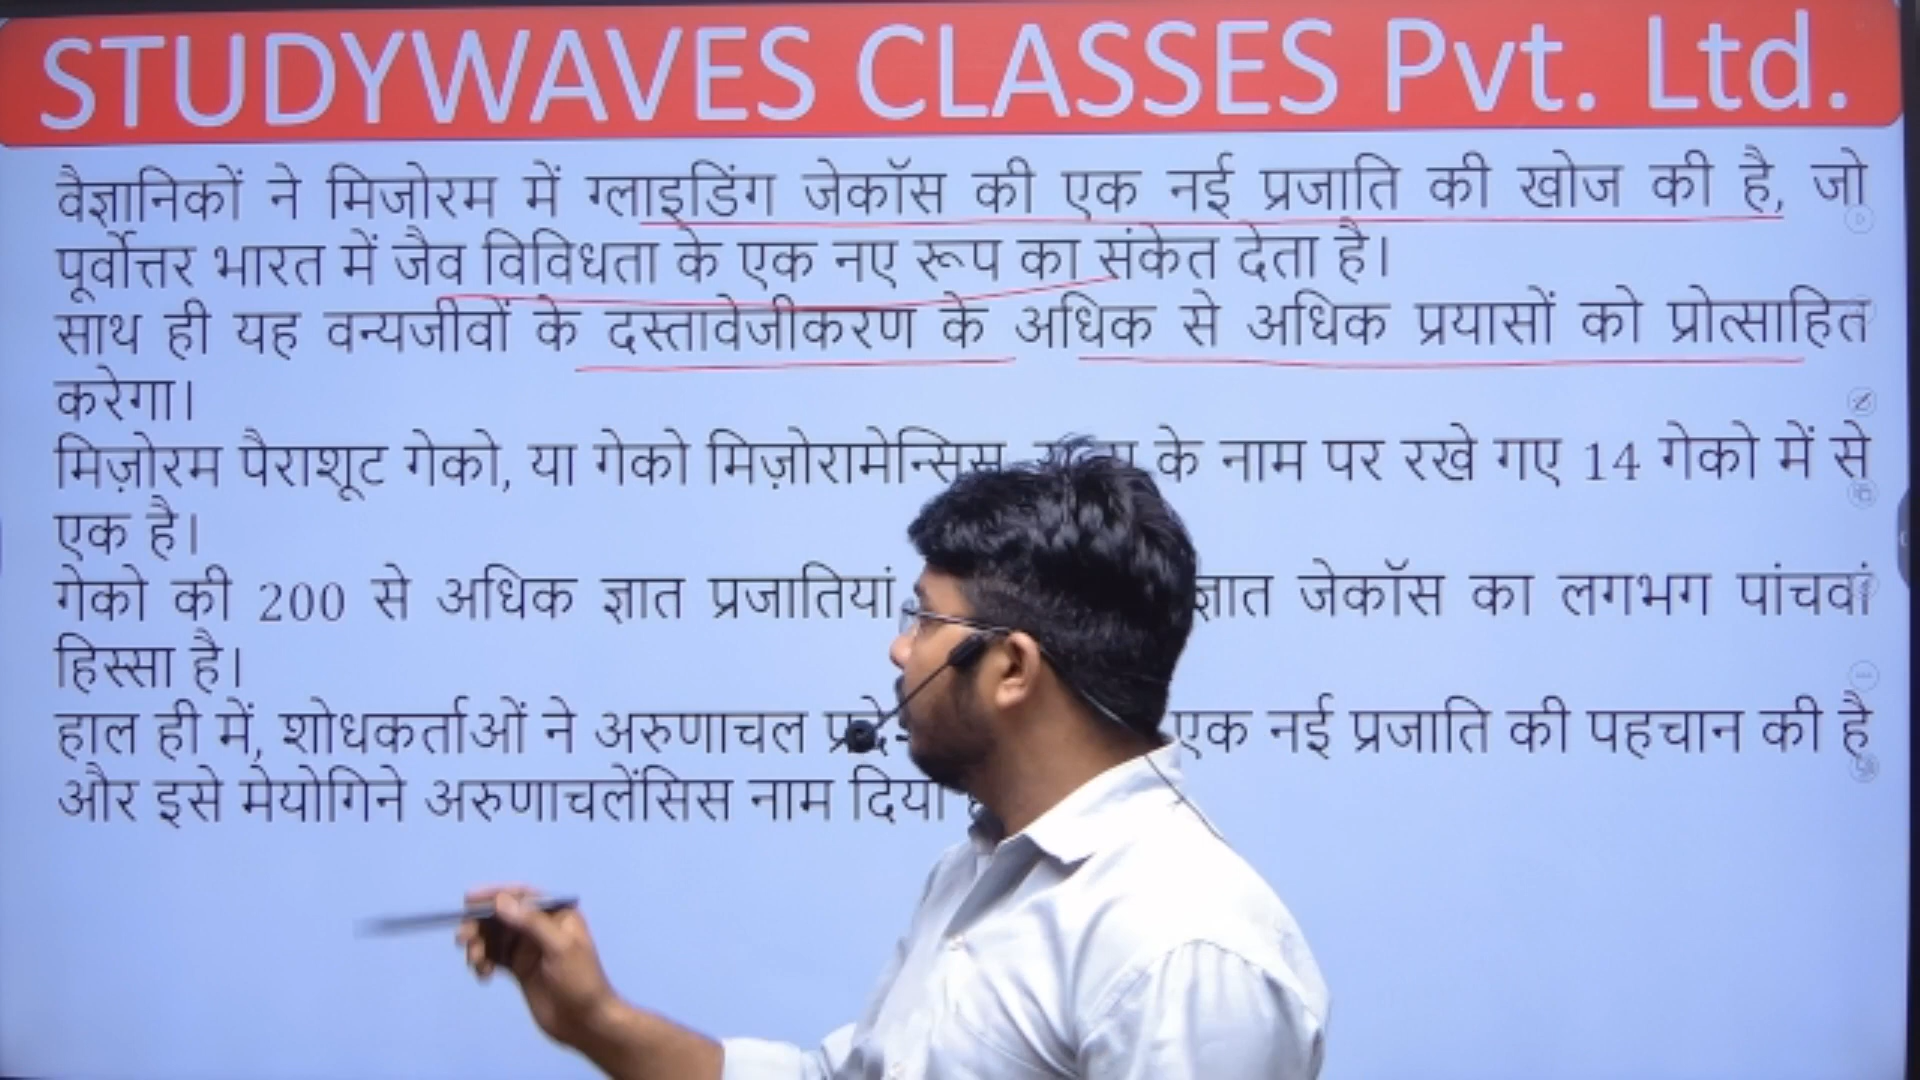 STUDYWAVES CLASSES Pvt. Ltd.
वैज्ञानिकों ने मिजोरम में ग्लाइडिंग जेकॉस की एक नई प्रजाति की खोज की है, जो
पूर्वोत्तर भारत में जैव विविधता के एक नए रूप का संकेत देता है।
साथ ही यह वन्यजीवों के दस्तावेजीकरण के अधिक से अधिक प्रयासों को प्रोत्साहित
करेगा।
मिज़ोरम पैराशूट गेको, या गेको मिज़ोरामेन्सिस के नाम पर रखे गए 14 गेको में से
एक है।
गेको की 200 से अधिक ज्ञात प्रजातियां ज्ञात जेकॉस का लगभग पांचवां
हिस्सा है।
हाल ही में, शोधकर्ताओं ने अरुणाचल एक नई प्रजाति की पहचान की है
और इसे मेयोगिने अरुणाचलेंसिस नाम दिया